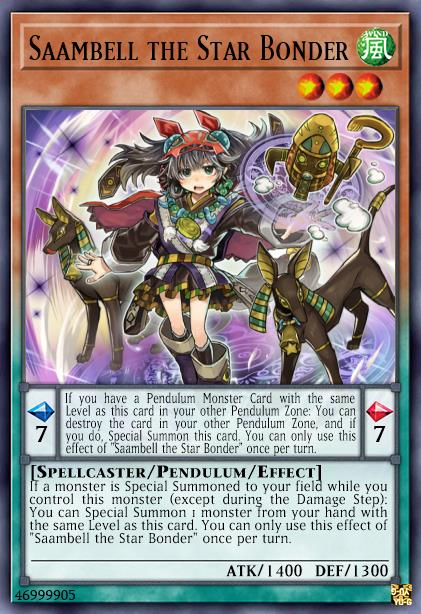 Saambell the Star Bonder
WIND
風
If you have a Pendulum Monster Card with the
same Level as this card in your other Pendulum Zone: You can
destroy the card in your other Pendulum Zone, and if
you do, Special Summon this card. You can only use this
effect of "Saambell the Star Bonder" once per turn.
7
7
[Spellcaster/Pendulum/Effect]
If a monster is Special Summoned to your field while you
control this monster (except during the Damage Step):
You can Special Summon 1 monster from your hand with
the same Level as this card. You can only use this effect of
"Saambell the Star Bonder" once per turn.
ATK/1400 DEF/1300
46999905